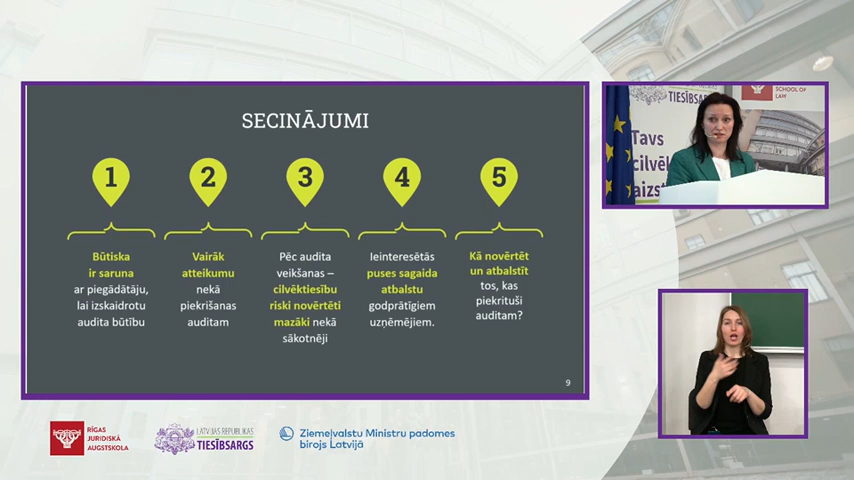 SECINĀJUMI
1
Būtiska
ir saruna
ar piegādātāju,
lai izskaidrotu
audita būtību
2
Vairāk
atteikumu
nekā
piekrišanas
auditam
3
Pēc audita
veikšanas –
cilvēktiesību
riski novērtēti
mazāki nekā
sākotnēji
4
Ieinteresētās
puses sagaida
atbalstu
godprātīgiem
uzņēmējiem.
5
Kā novērtēt
un atbalstīt
tos, kas
piekrituši
auditam?
9
TIESĪBSARGS
SCHOOL OF
LAW
Tavs
cilvēk
aizst
RĪGAS
JURIDISKĀ
AUGSTSKOLA
LATVIJAS REPUBLIKAS
TIESĪBSARGS
Ziemeļvalstu Ministru padomes
birojs Latvijā